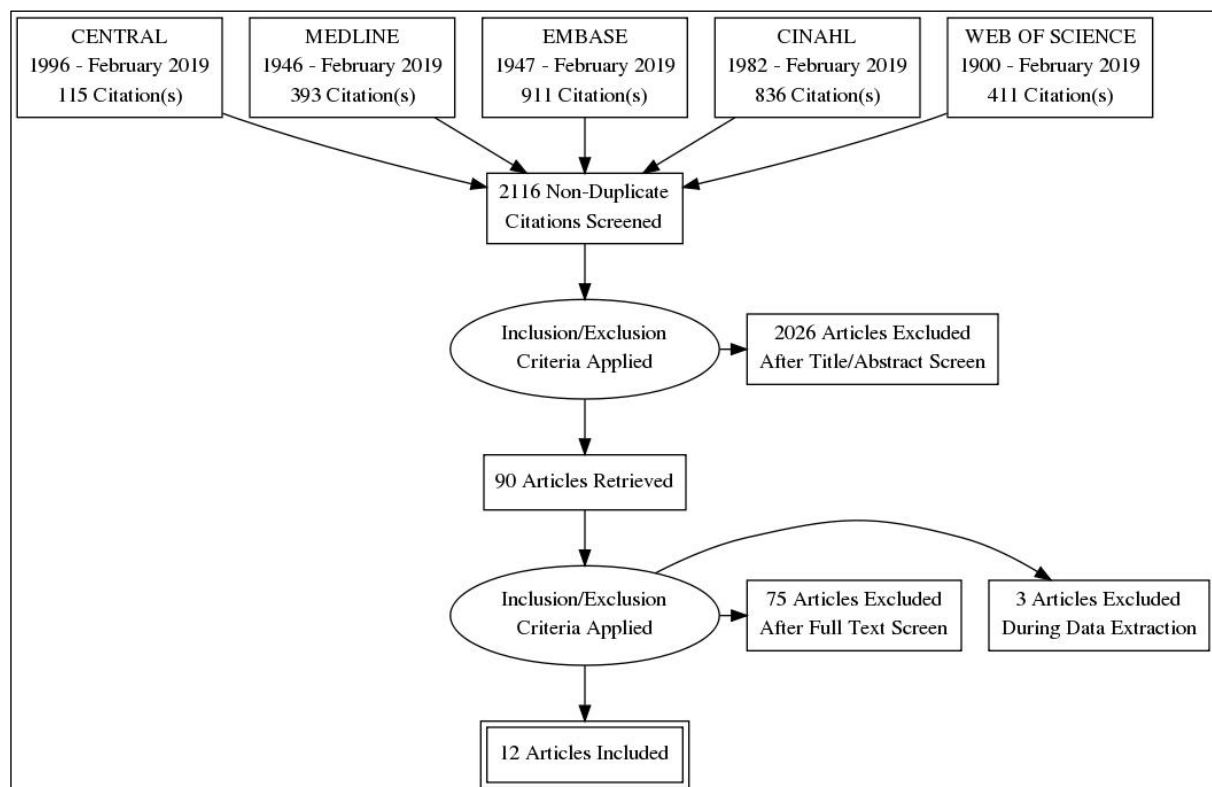 CENTRAL
1996 - February 2019
115 Citation(s)
MEDLINE
1946 - February 2019
393 Citation(s)
EMBASE
1947 - February 2019
911 Citation(s)
CINAHL
1982 - February 2019
836 Citation(s)
WEB OF SCIENCE
1900 - February 2019
411 Citation(s)
2116 Non-Duplicate
Citations Screened
Inclusion/Exclusion
Criteria Applied
2026 Articles Excluded
After Title/Abstract Screen
90 Articles Retrieved
Inclusion/Exclusion
Criteria Applied
75 Articles Excluded
After Full Text Screen
3 Articles Excluded
During Data Extraction
12 Articles Included